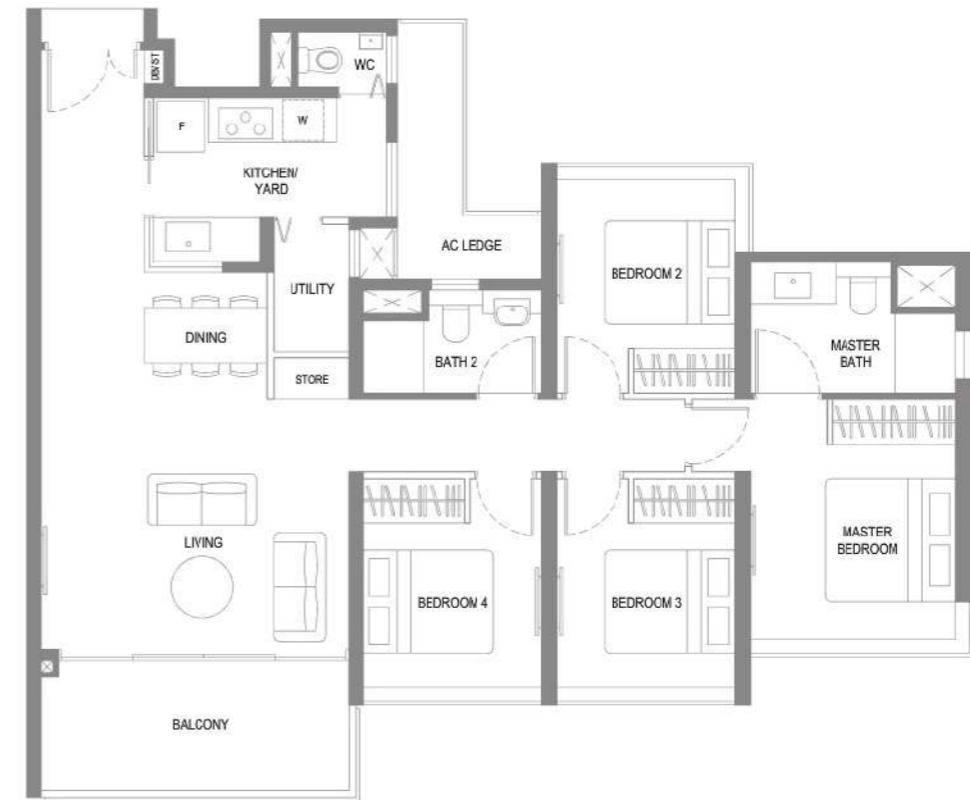 DB/ST
WC
F
W
KITCHEN/
YARD
AC LEDGE
BEDROOM 2
UTILITY
DINING
BATH 2
MASTER
BATH
STORE
LIVING
MASTER
BEDROOM
BEDROOM 4
BEDROOM 3
BALCONY